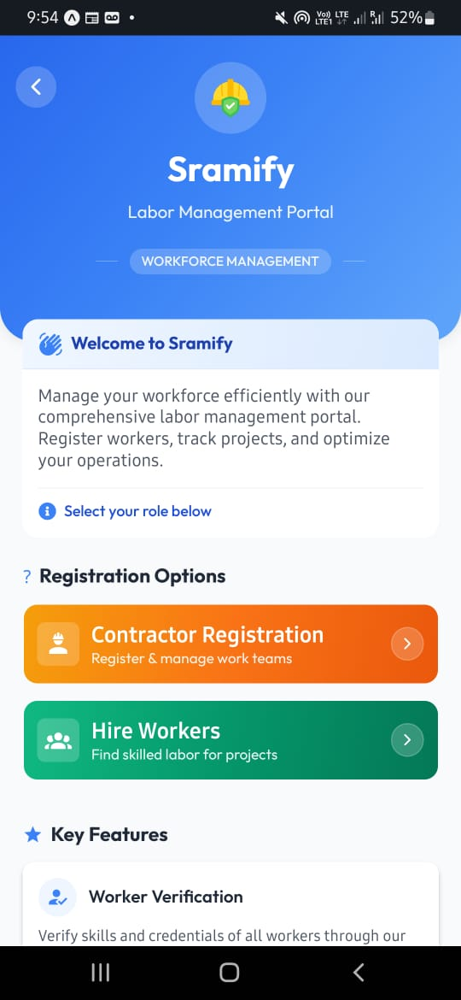 9:54
Vo)) LTE
LTE1
R
52%
Sramify
Labor Management Portal
WORKFORCE MANAGEMENT
Welcome to Sramify
Manage your workforce efficiently with our
comprehensive labor management portal.
Register workers, track projects, and optimize
your operations.
Select your role below
? Registration Options
Contractor Registration
Register & manage work teams
Hire Workers
Find skilled labor for projects
Key Features
Worker Verification
Verify skills and credentials of all workers through our